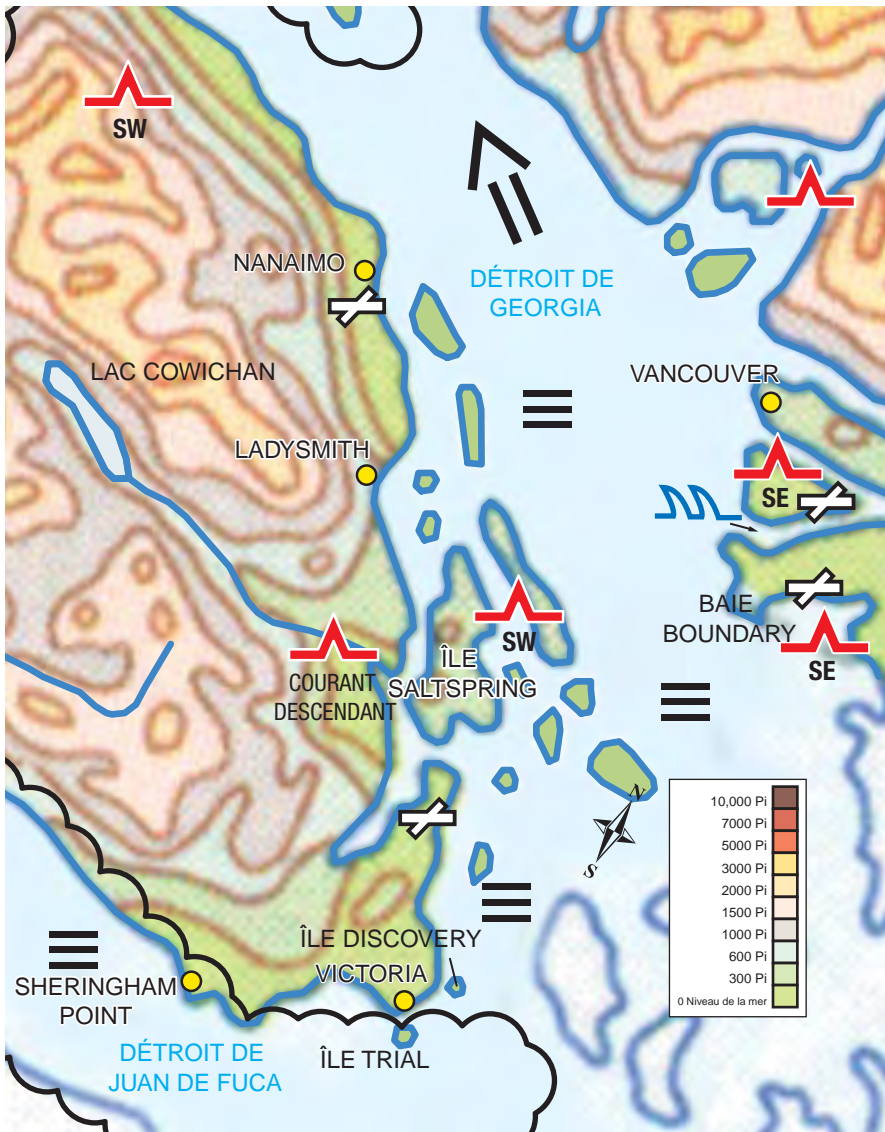 SW
NANAIMO
DÉTROIT DE
GEORGIA
LAC COWICHAN
VANCOUVER
LADYSMITH
SE
BAIE
BOUNDARY
SW
SE
ÎLE
SALTSPRING
COURANT
DESCENDANT
N
S
10,000 Pi
7000 Pi
5000 Pi
3000 Pi
2000 Pi
1500 Pi
1000 Pi
600 Pi
300 Pi
0 Niveau de la mer
ÎLE DISCOVERY
VICTORIA
SHERINGHAM
POINT
ÎLE TRIAL
DÉTROIT DE
JUAN DE FUCA